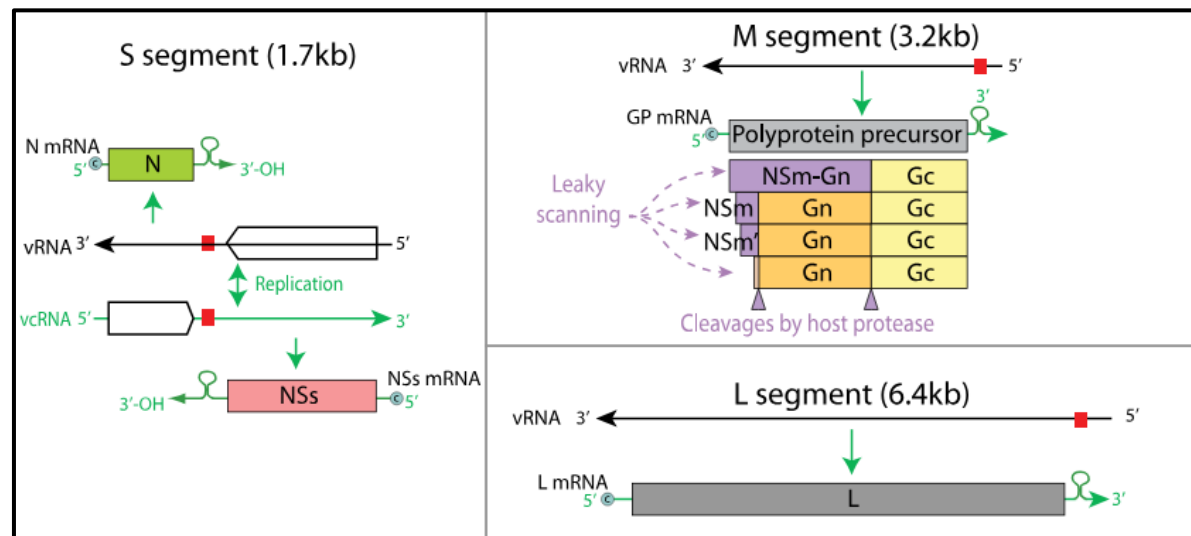 S segment (1.7kb)
N mRNA
5′ c N 3′-OH
vRNA 3′ 5′
Replication
vcRNA 5′ 3′
NSs mRNA
3′-OH NSs c 5′
M segment (3.2kb)
vRNA 3′ 5′
3′
GP mRNA
5′ c Polyprotein precursor
NSm-Gn Gc
Leaky
scanning
NSm Gn Gc
NSm′ Gn Gc
Gn Gc
Cleavages by host protease
L segment (6.4kb)
vRNA 3′ 5′
L mRNA
5′ c L 3′